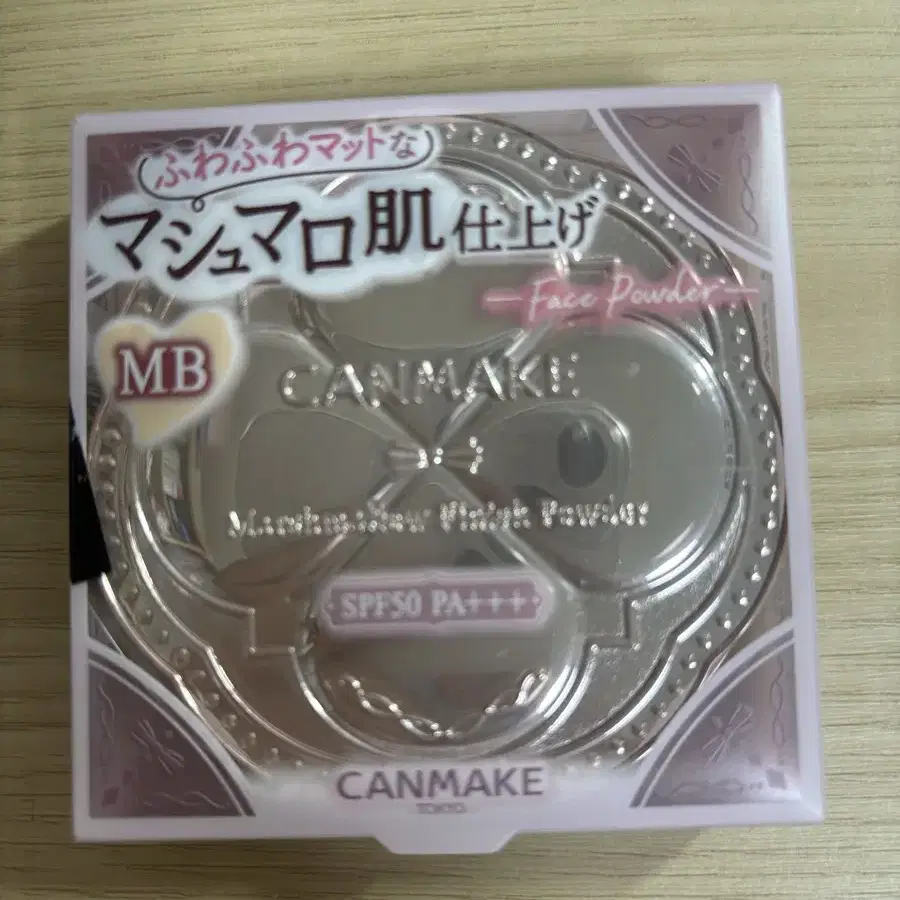 ふわふわマットな
マシュマロ肌仕上げ
Face Powder
MB
CANMAKE
Marshmallow Finish Powder
SPF50 PA+++
CANMAKE
TOKYO